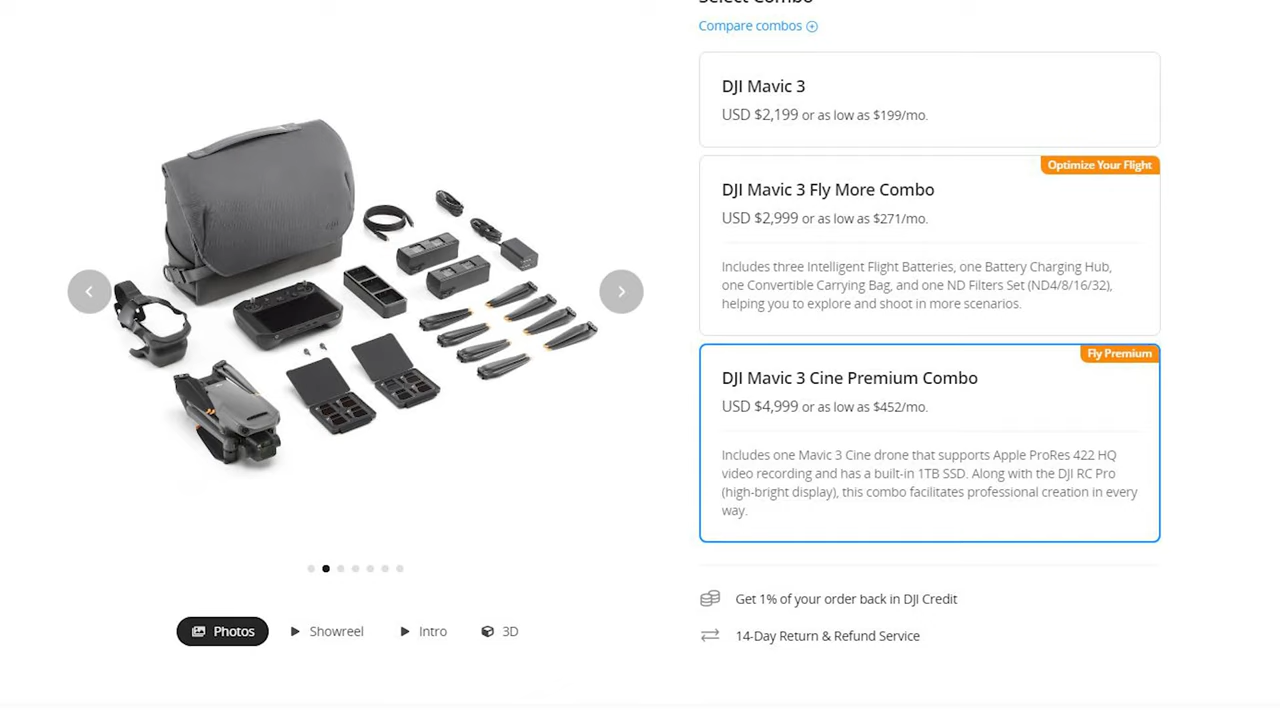 Select Combo
Compare combos
DJI Mavic 3
USD $2,199 or as low as $199/mo.
Optimize Your Flight
DJI Mavic 3 Fly More Combo
USD $2,999 or as low as $271/mo.
Includes three Intelligent Flight Batteries, one Battery Charging Hub,
one Convertible Carrying Bag, and one ND Filters Set (ND4/8/16/32),
helping you to explore and shoot in more scenarios.
Fly Premium
DJI Mavic 3 Cine Premium Combo
USD $4,999 or as low as $452/mo.
Includes one Mavic 3 Cine drone that supports Apple ProRes 422 HQ
video recording and has a built-in 1TB SSD. Along with the DJI RC Pro
(high-bright display), this combo facilitates professional creation in every
way.
Get 1% of your order back in DJI Credit
14-Day Return & Refund Service
Photos
Showreel
Intro
3D